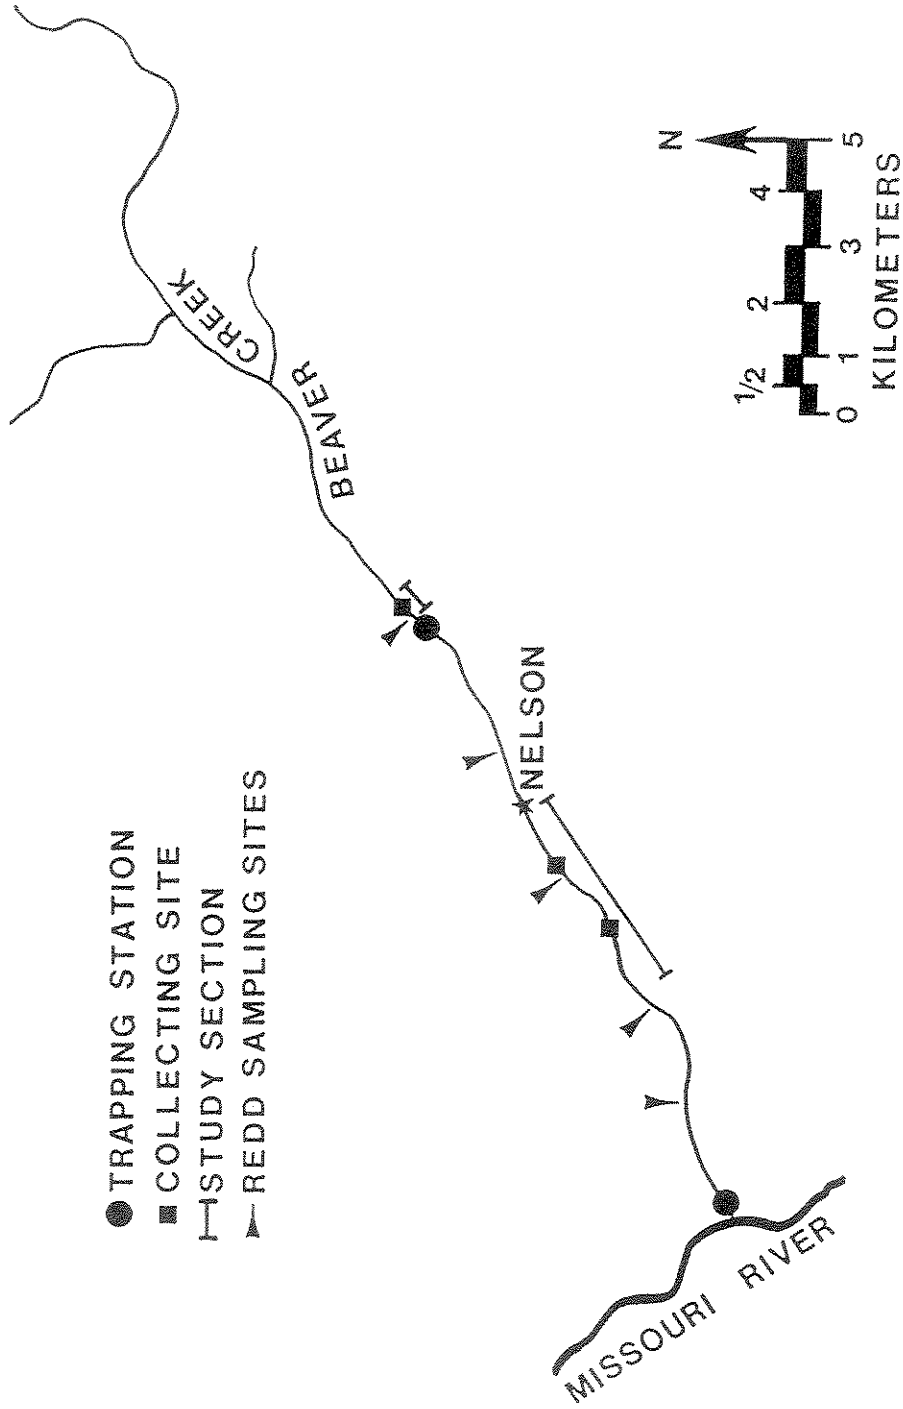 TRAPPING STATION
COLLECTING SITE
STUDY SECTION
REDD SAMPLING SITES
BEAVER
CREEK
NELSON
MISSOURI RIVER
N
1/2 2 4
0 1 3 5
KILOMETERS